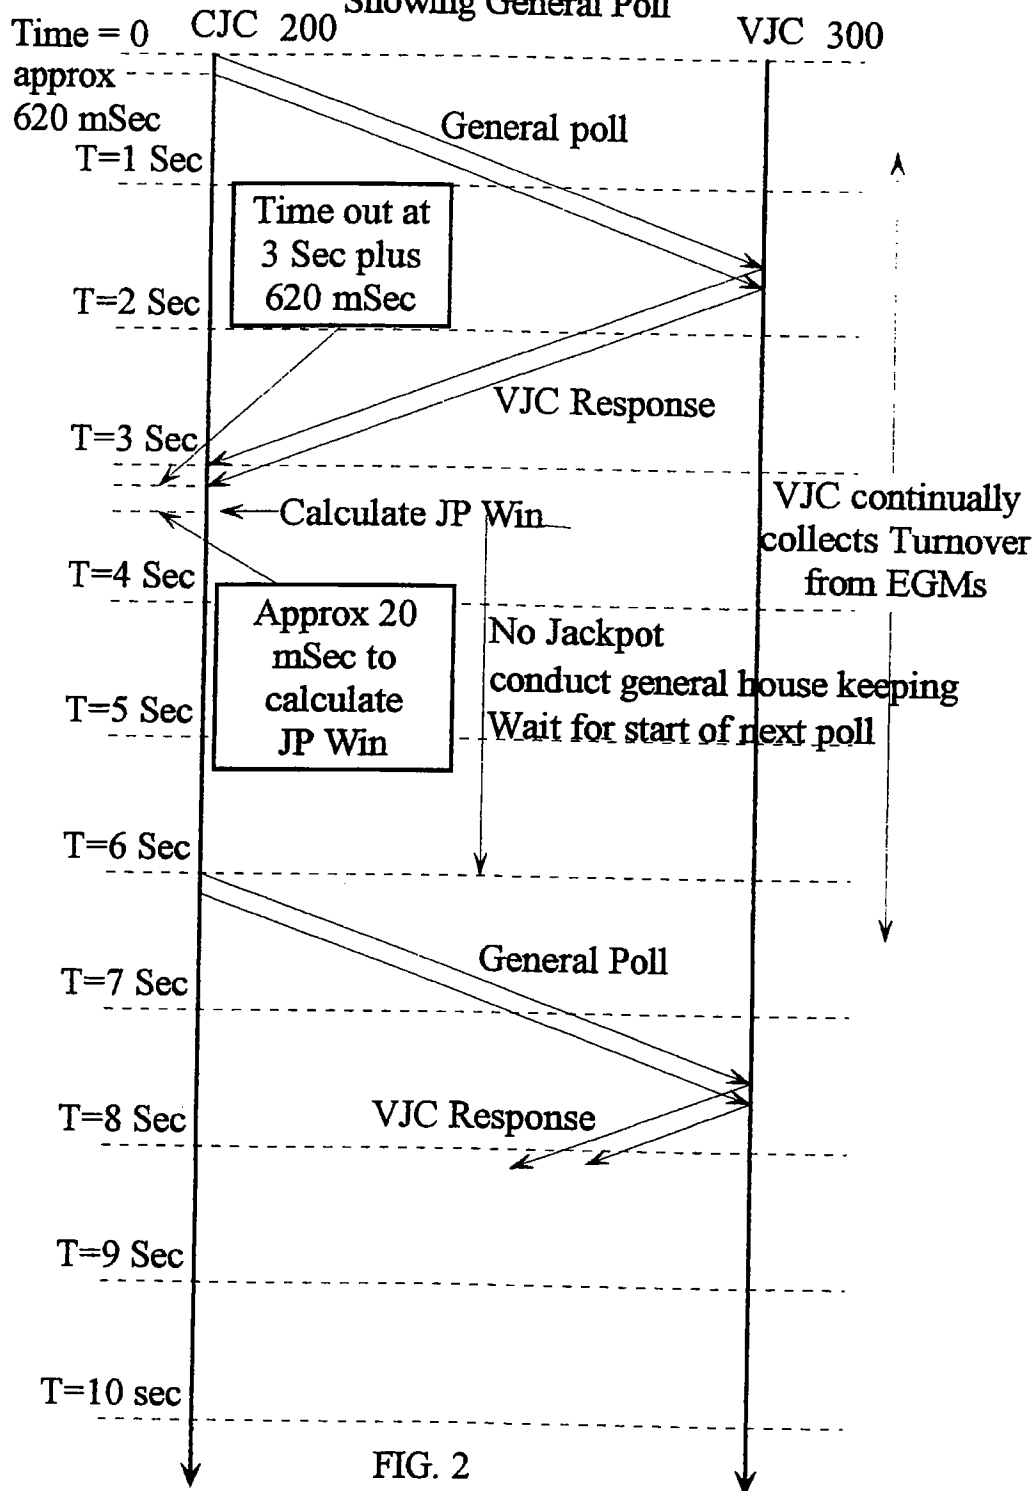 Showing General Poll
Time = 0
CJC 200
VJC 300
approx
620 mSec
General poll
T=1 Sec
Time out at
3 Sec plus
620 mSec
T=2 Sec
VJC Response
T=3 Sec
Calculate JP Win
VJC continually
collects Turnover
from EGMs
T=4 Sec
Approx 20
mSec to
calculate
JP Win
No Jackpot
conduct general house keeping
Wait for start of next poll
T=5 Sec
T=6 Sec
General Poll
T=7 Sec
VJC Response
T=8 Sec
T=9 Sec
T=10 sec
FIG. 2